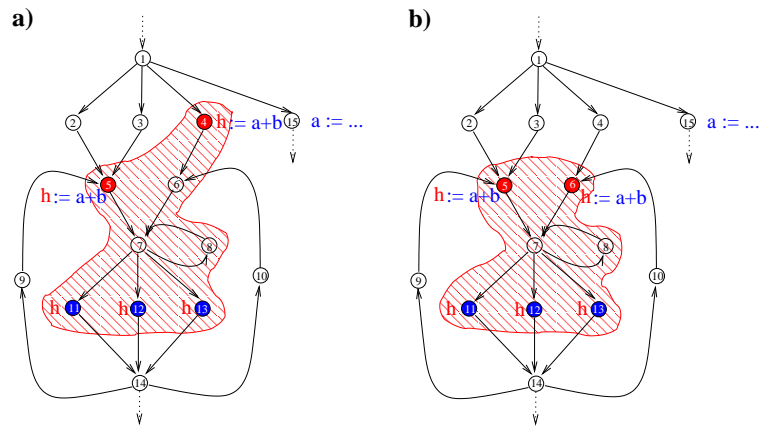 a)
1
2
3
4
h:= a+b
15
a := ...
5
6
h:= a+b
7
8
9
10
h 11
h 12
h 13
14
b)
1
2
3
4
15
a := ...
5
6
h:= a+b
h:= a+b
7
8
9
10
h 11
h 12
h 13
14